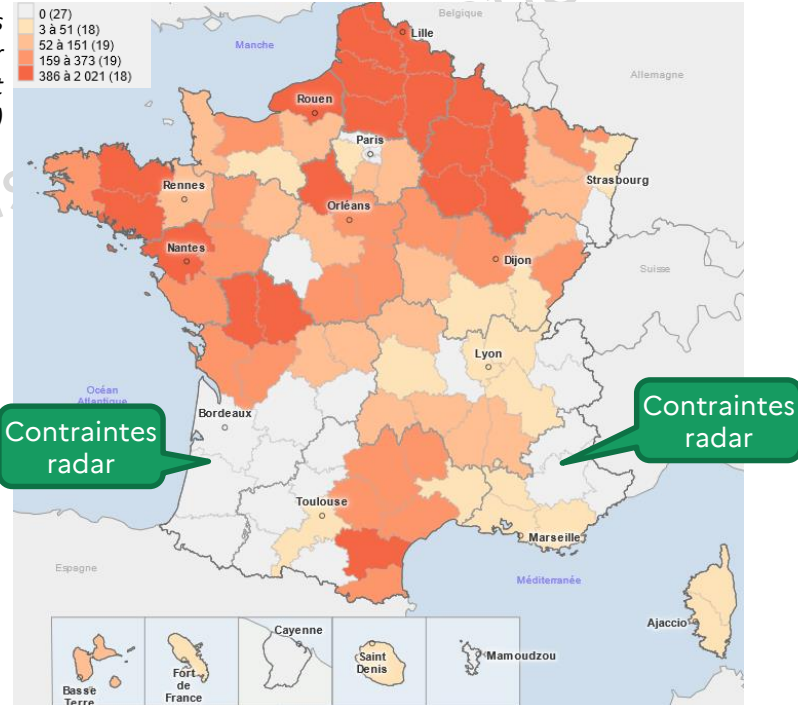 0 (27)
3 à 51 (18)
52 à 151 (19)
159 à 373 (19)
386 à 2 021 (18)
Belgique
Manche
Lille
Allemagne
Rouen
Paris
Rennes
Strasbourg
Orléans
Nantes
Dijon
Suisse
Lyon
Océan
Atlantique
Bordeaux
Contraintes
radar
Contraintes
radar
Toulouse
Marseille
Espagne
Méditerranée
Ajaccio
Cayenne
Basse
Terre
Fort
de
France
Saint
Denis
Mamoudzou